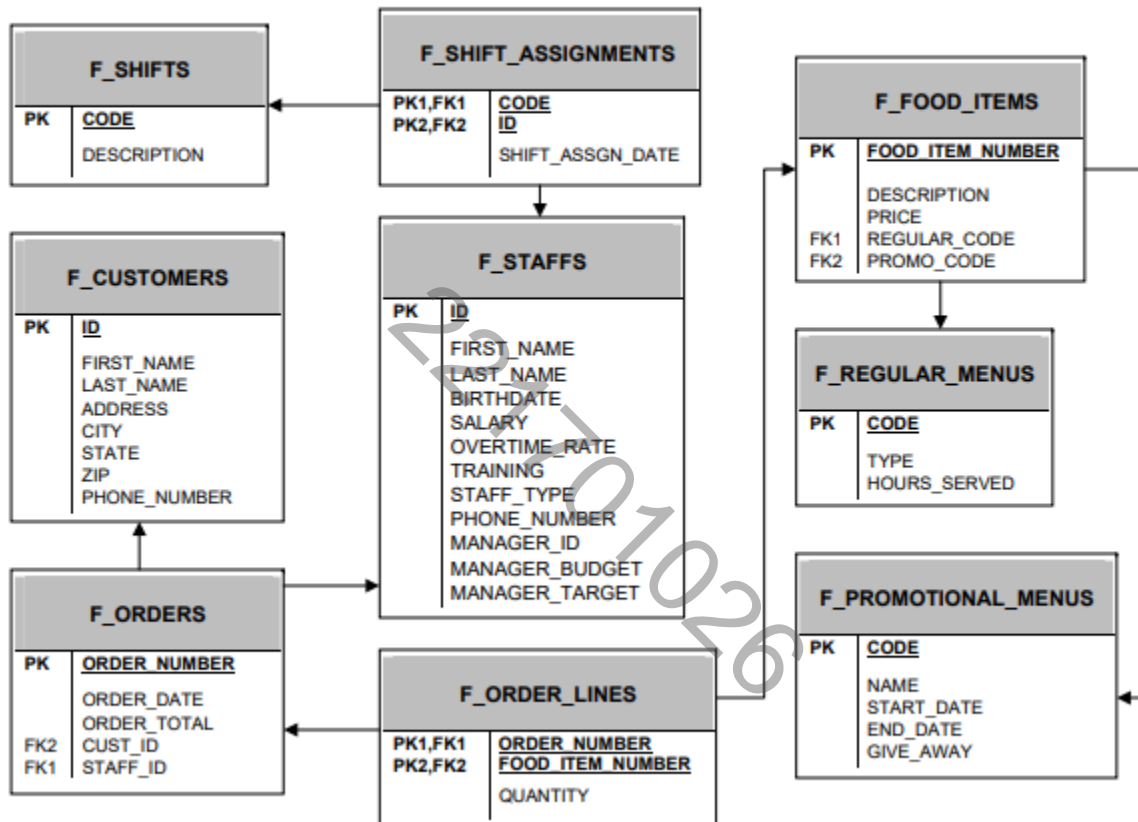 F_SHIFTS
PK CODE
DESCRIPTION
F_SHIFT_ASSIGNMENTS
PK1,FK1 CODE
PK2,FK2 ID
SHIFT_ASSGN_DATE
F_FOOD_ITEMS
PK FOOD_ITEM_NUMBER
DESCRIPTION
PRICE
FK1 REGULAR_CODE
FK2 PROMO_CODE
F_CUSTOMERS
PK ID
FIRST_NAME
LAST_NAME
ADDRESS
CITY
STATE
ZIP
PHONE_NUMBER
F_STAFFS
PK ID
FIRST_NAME
LAST_NAME
BIRTHDATE
SALARY
OVERTIME_RATE
TRAINING
STAFF_TYPE
PHONE_NUMBER
MANAGER_ID
MANAGER_BUDGET
MANAGER_TARGET
F_REGULAR_MENUS
PK CODE
TYPE
HOURS_SERVED
F_ORDERS
PK ORDER_NUMBER
ORDER_DATE
ORDER_TOTAL
FK2 CUST_ID
FK1 STAFF_ID
F_ORDER_LINES
PK1,FK1 ORDER_NUMBER
PK2,FK2 FOOD_ITEM_NUMBER
QUANTITY
F_PROMOTIONAL_MENUS
PK CODE
NAME
START_DATE
END_DATE
GIVE_AWAY
221701026